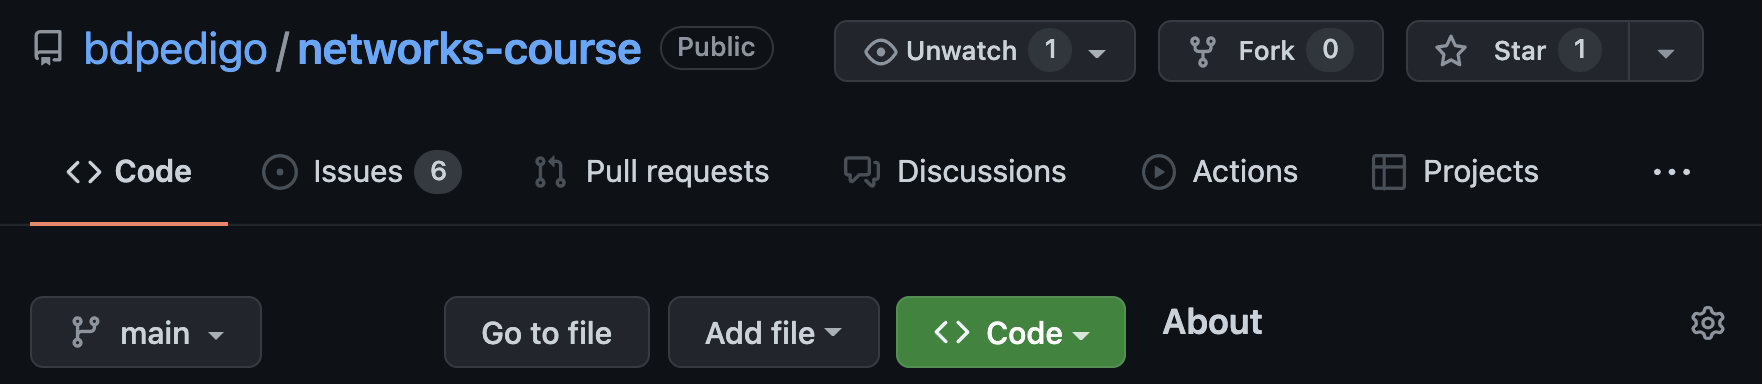 bdpedigo / networks-course Public Unwatch 1 Fork 0 Star 1
Code Issues 6 Pull requests Discussions Actions Projects ...
main Go to file Add file Code About